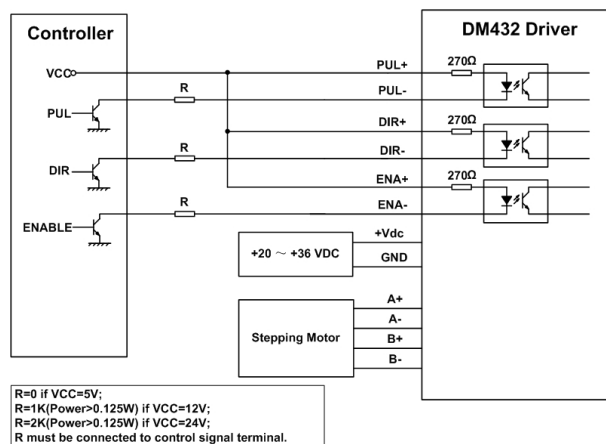 Controller
DM432 Driver
VCC
PUL+
270Ω
PUL
R
PUL-
DIR+
270Ω
DIR
R
DIR-
ENA+
270Ω
ENABLE
R
ENA-
+20 ～ +36 VDC
+Vdc
GND
Stepping Motor
A+
A-
B+
B-
R=0 if VCC=5V;
R=1K(Power>0.125W) if VCC=12V;
R=2K(Power>0.125W) if VCC=24V;
R must be connected to control signal terminal.